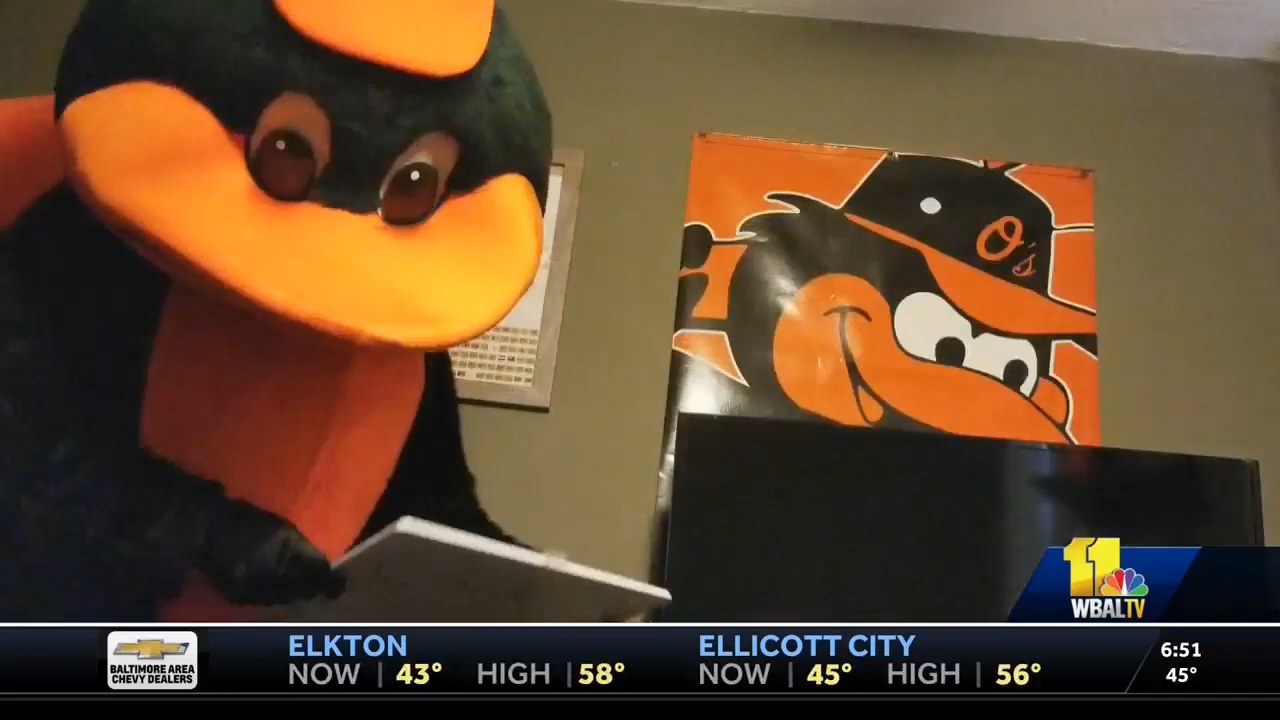 O's
11
WBALTV
BALTIMORE AREA
CHEVY DEALERS
ELKTON
NOW | 43° HIGH | 58°
ELLICOTT CITY
NOW | 45° HIGH | 56°
6:51
45°